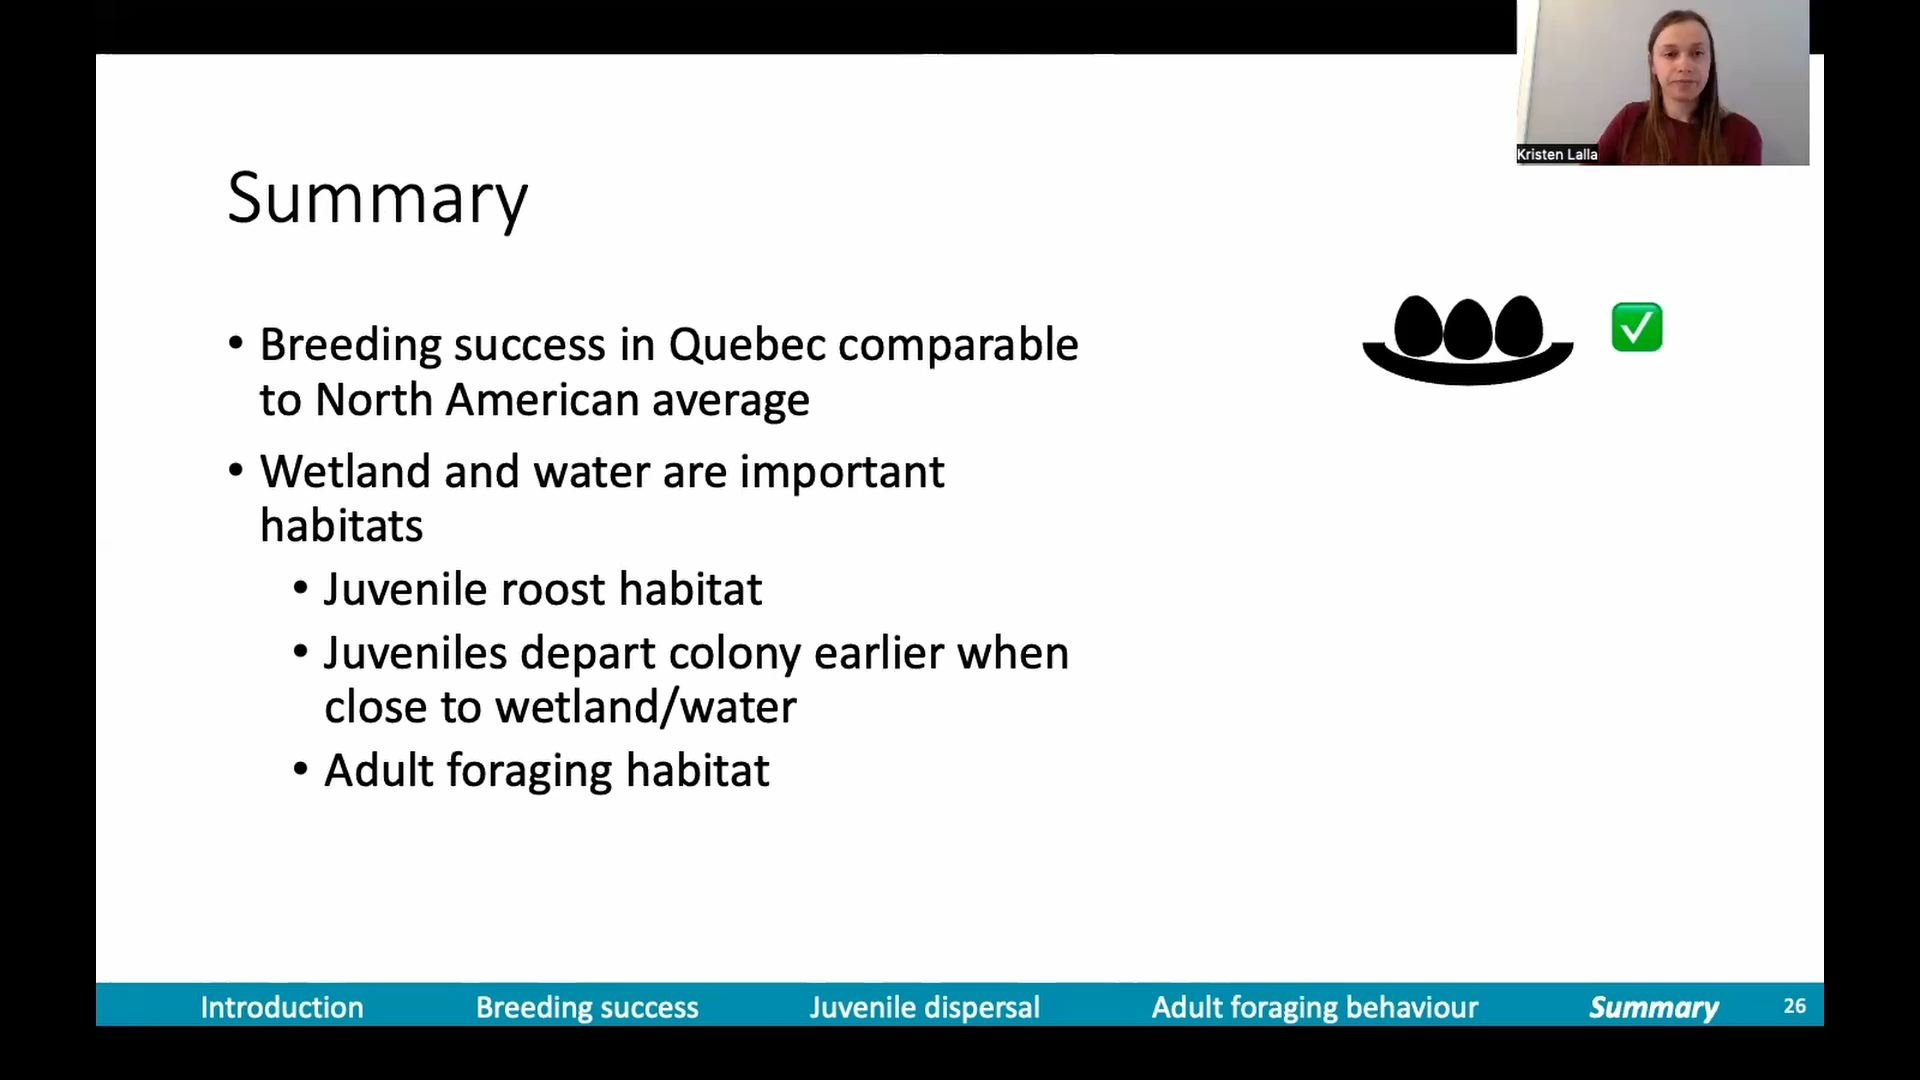 Kristen Lalla
Summary
• Breeding success in Quebec comparable
to North American average
• Wetland and water are important
habitats
• Juvenile roost habitat
• Juveniles depart colony earlier when
close to wetland/water
• Adult foraging habitat
Introduction Breeding success Juvenile dispersal Adult foraging behaviour Summary 26